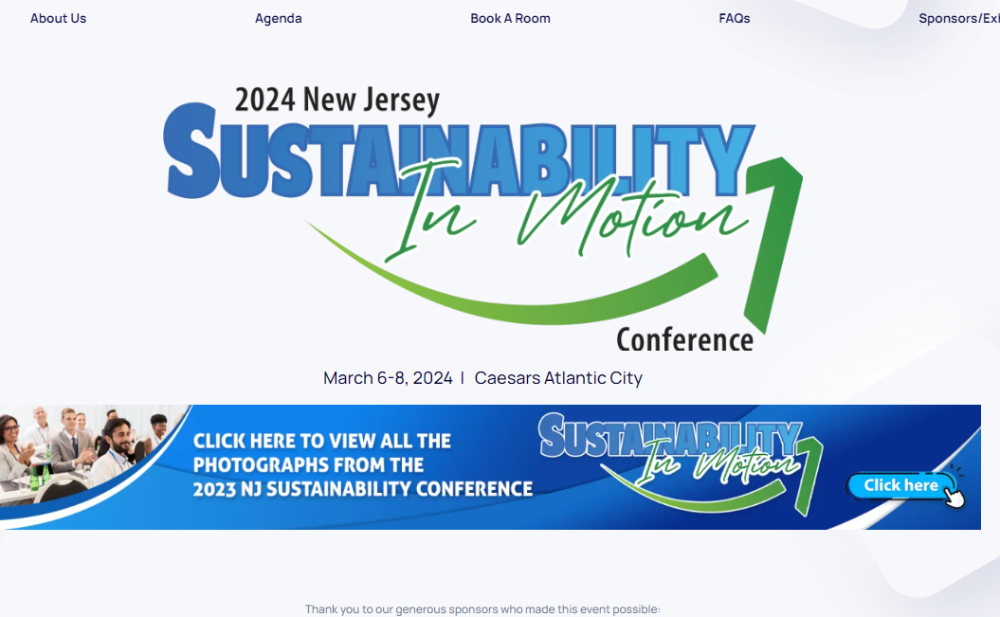 About Us Agenda Book A Room FAQs Sponsors/Ex
2024 New Jersey
SUSTAINABILITY
In Motion
Conference
March 6-8, 2024 | Caesars Atlantic City
CLICK HERE TO VIEW ALL THE
PHOTOGRAPHS FROM THE
2023 NJ SUSTAINABILITY CONFERENCE
SUSTAINABILITY
In Motion
Click here
Thank you to our generous sponsors who made this event possible: